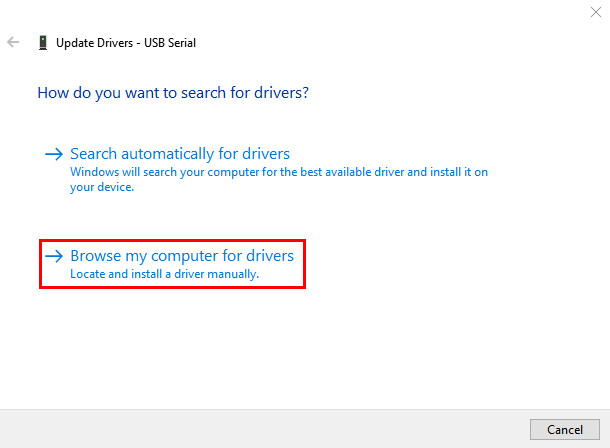 Update Drivers - USB Serial
How do you want to search for drivers?
Search automatically for drivers
Windows will search your computer for the best available driver and install it on
your device.
Browse my computer for drivers
Locate and install a driver manually.
Cancel